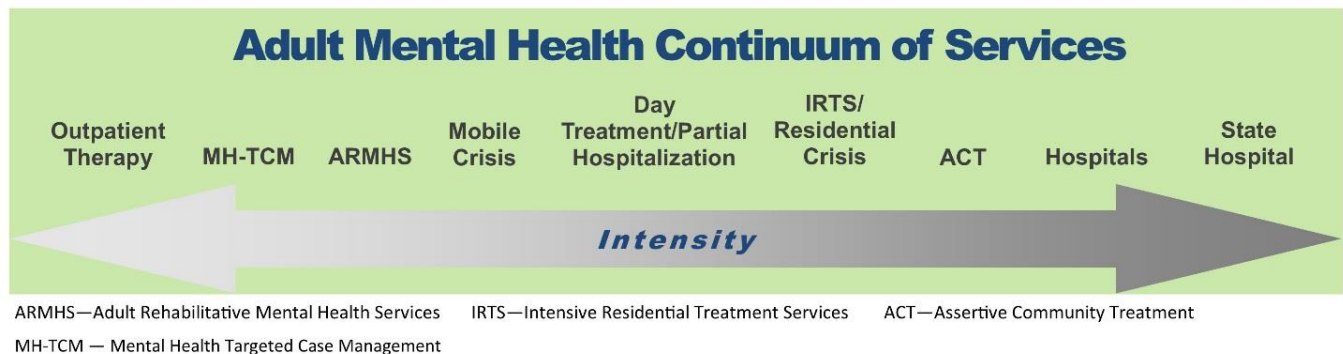 Adult Mental Health Continuum of Services
Outpatient
Therapy
MH-TCM
ARMHS
Mobile
Crisis
Day
Treatment/Partial
Hospitalization
IRTS/
Residential
Crisis
ACT
Hospitals
State
Hospital
Intensity
ARMHS—Adult Rehabilitative Mental Health Services IRTS—Intensive Residential Treatment Services ACT—Assertive Community Treatment
MH-TCM — Mental Health Targeted Case Management